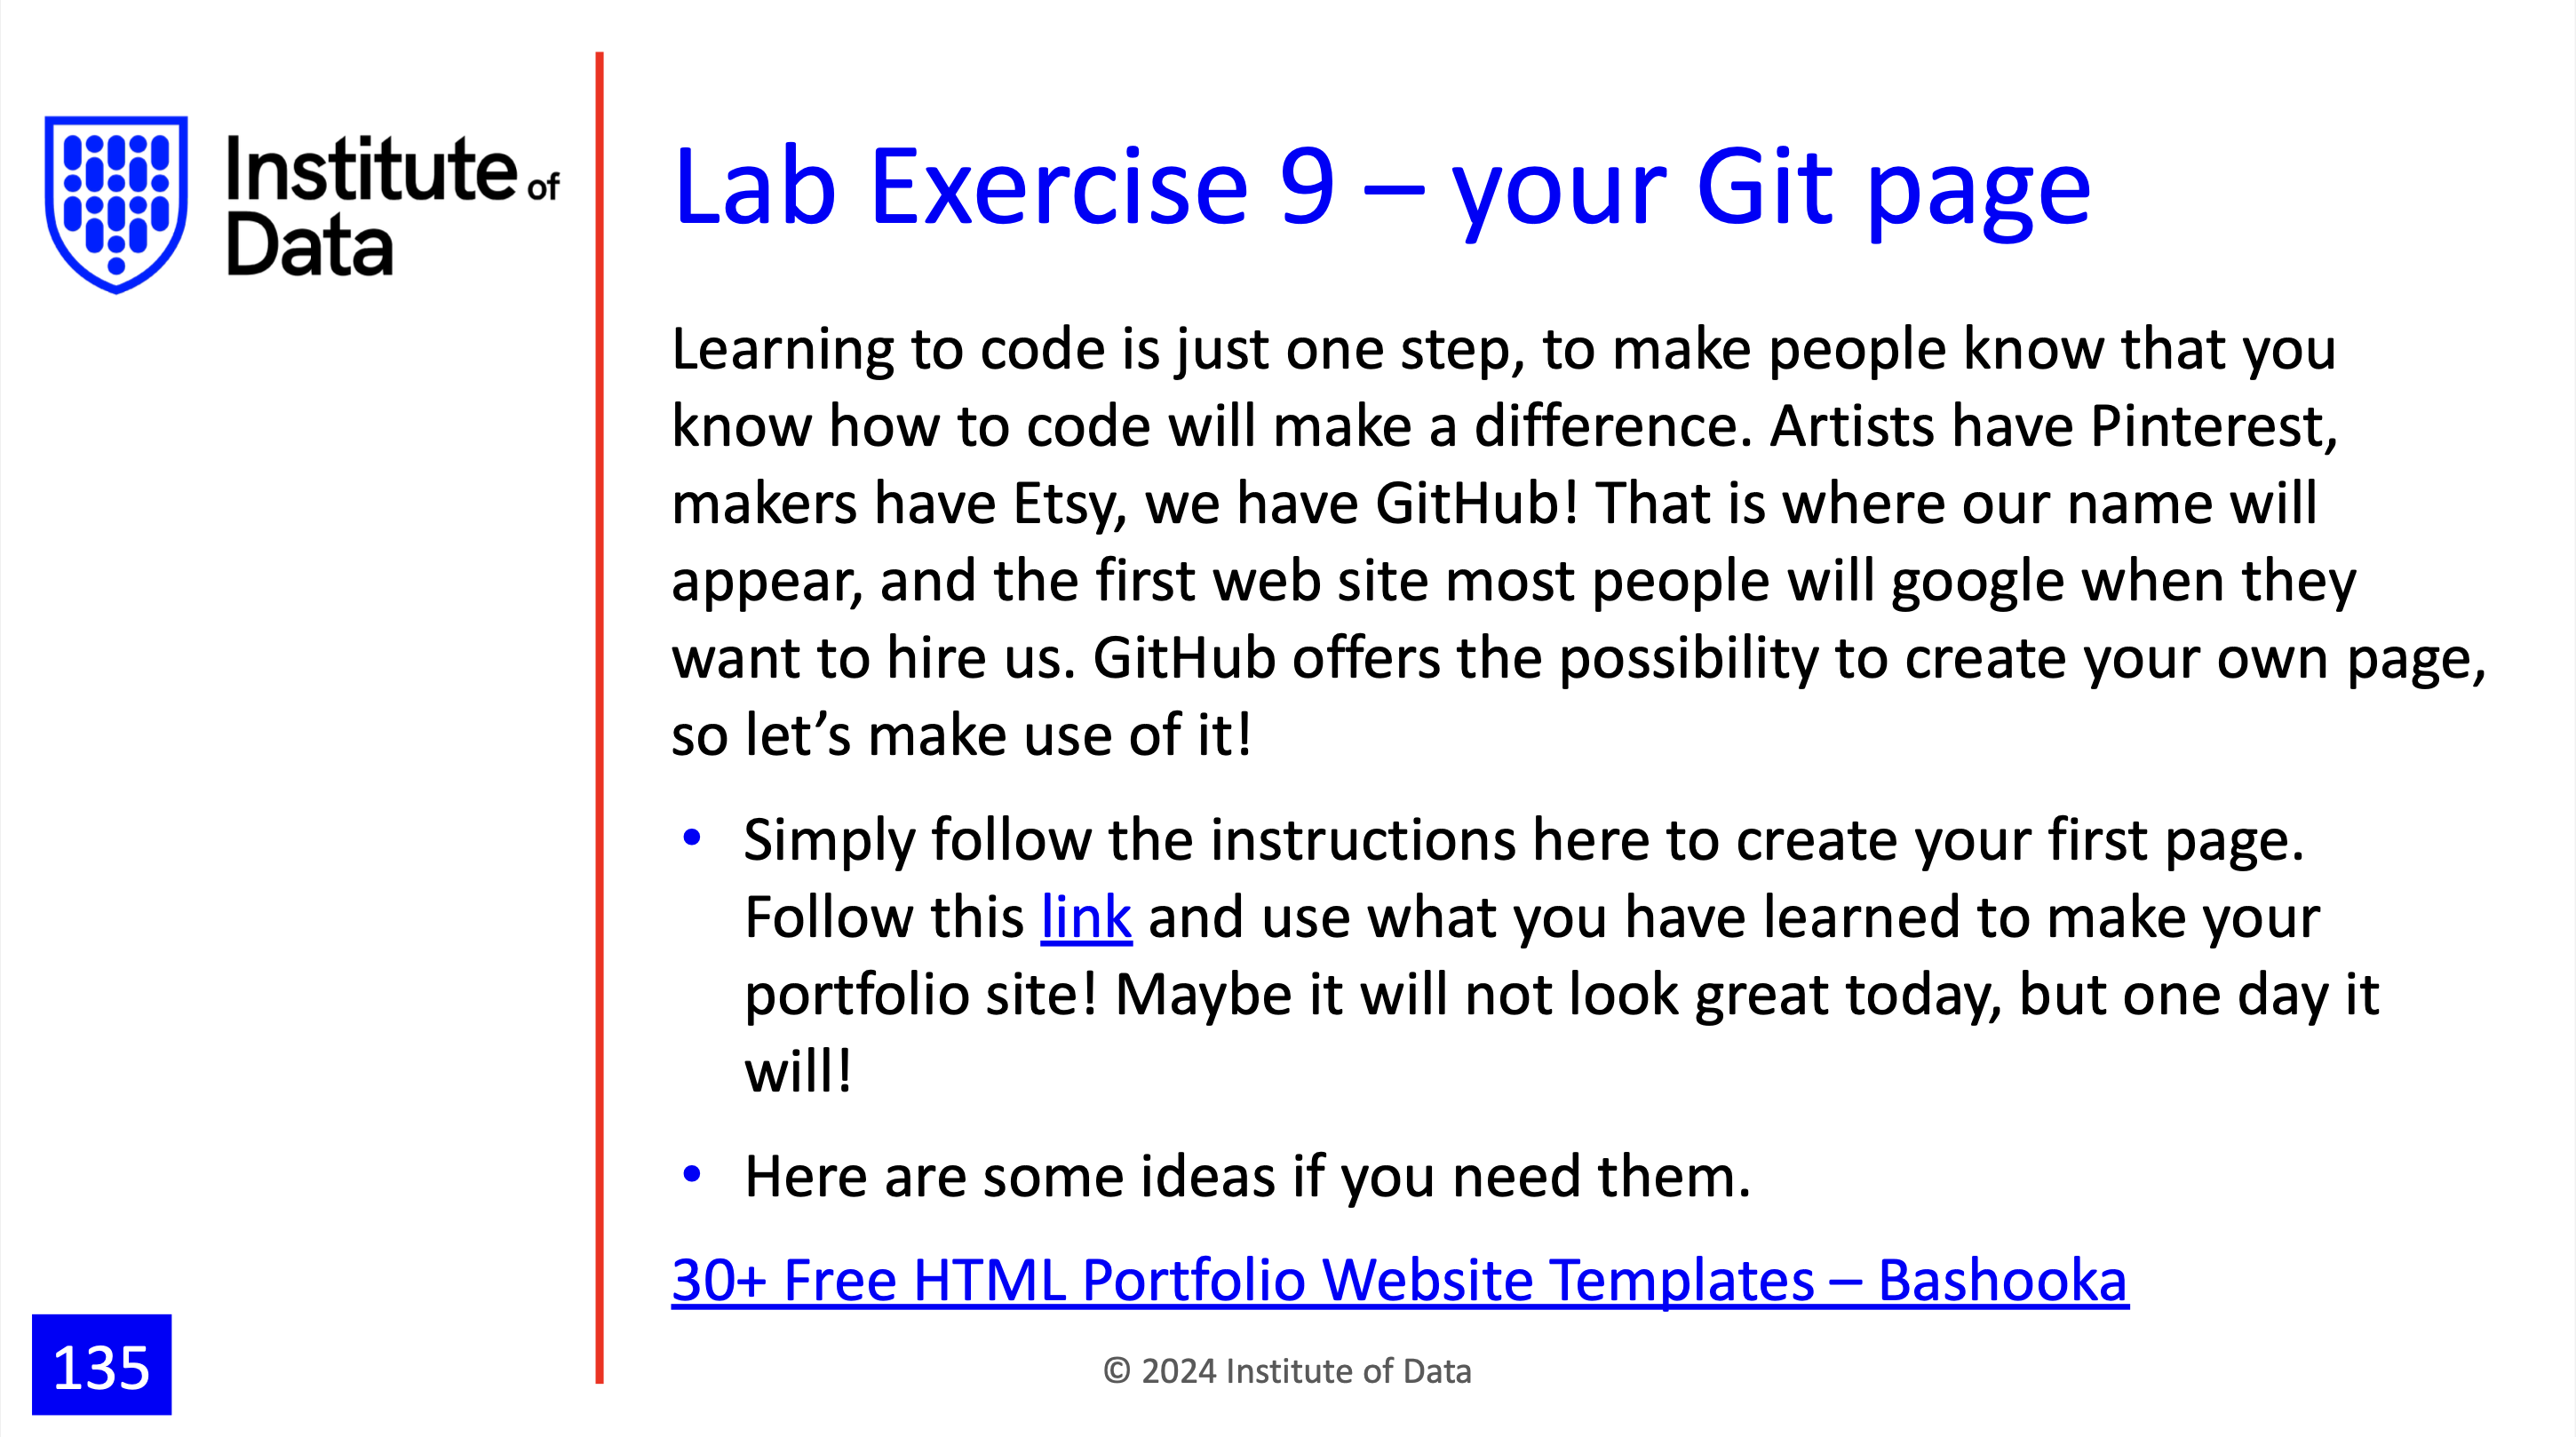 Institute of
Data
Lab Exercise 9 – your Git page
Learning to code is just one step, to make people know that you
know how to code will make a difference. Artists have Pinterest,
makers have Etsy, we have GitHub! That is where our name will
appear, and the first web site most people will google when they
want to hire us. GitHub offers the possibility to create your own page,
so let’s make use of it!
• Simply follow the instructions here to create your first page.
Follow this link and use what you have learned to make your
portfolio site! Maybe it will not look great today, but one day it
will!
• Here are some ideas if you need them.
30+ Free HTML Portfolio Website Templates – Bashooka
135
© 2024 Institute of Data